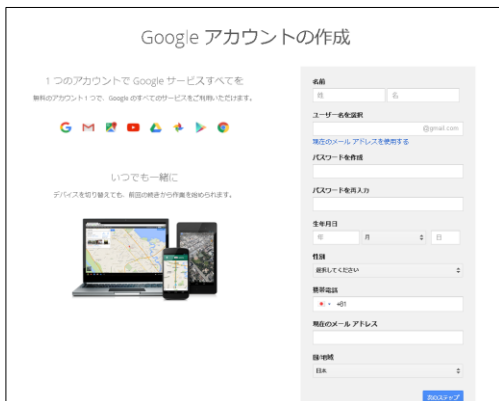 Google アカウントの作成
1 つのアカウントで Google サービスすべてを
無料のアカウント 1 つで、Google のすべてのサービスをご利用いただけます。
いつでも一緒に
デバイスを切り替えても、前回の続きから作業を始められます。
名前
姓
名
ユーザー名を選択
@gmail.com
現在のメール アドレスを使用する
パスワードを作成
パスワードを再入力
生年月日
年
月
日
性別
選択してください
携帯電話
+81
現在のメール アドレス
国/地域
日本
次のステップ